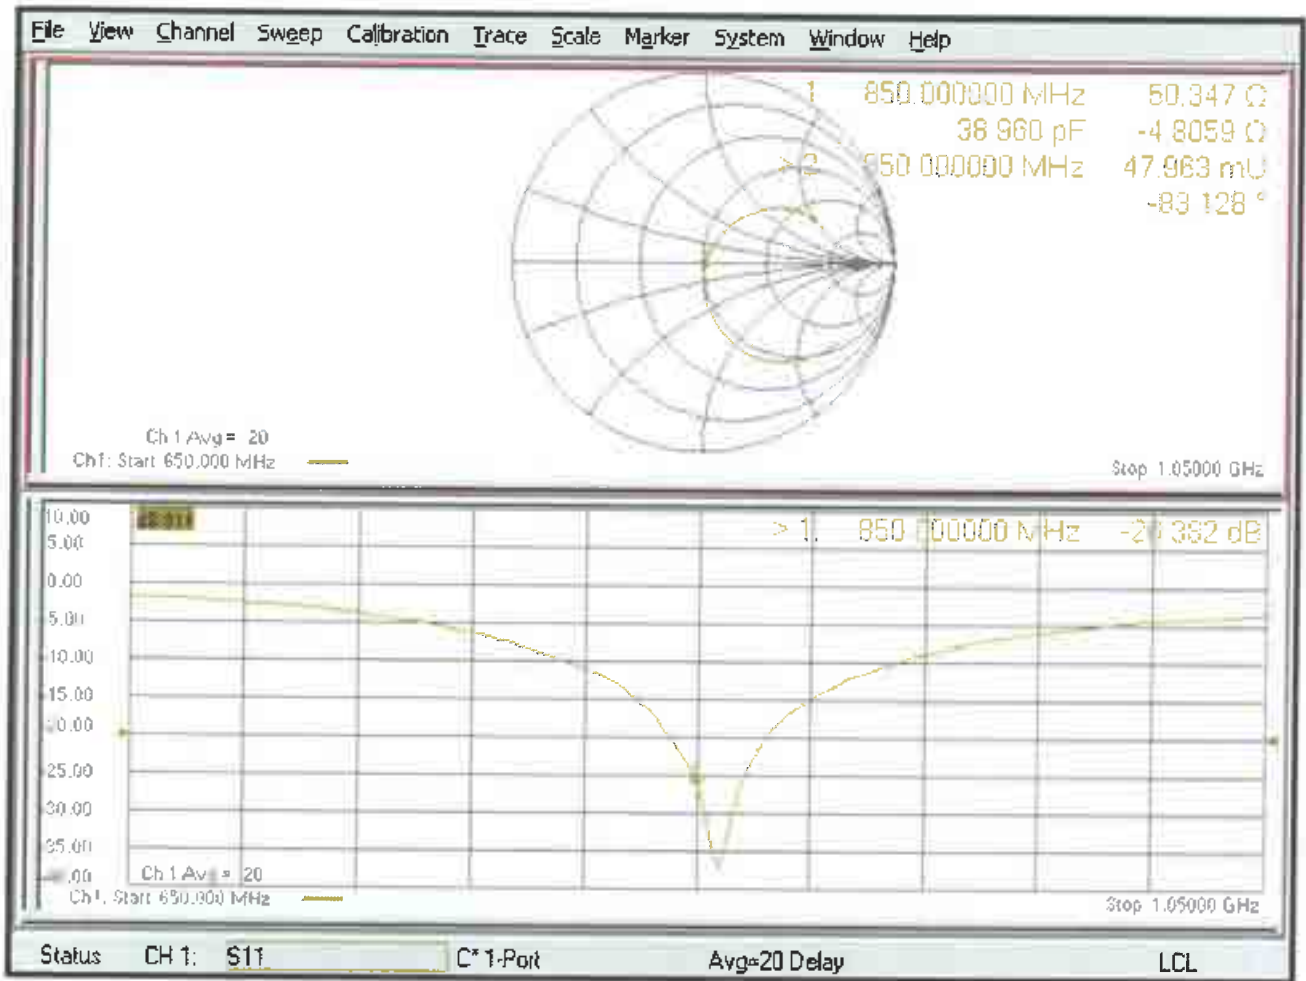 File View Channel Sweep Calibration Trace Scale Marker System Window Help
1 850.000000 MHz 50.347 Ω
38.960 pF -4.8059 Ω
> 2 850.000000 MHz 47.963 mU
-83.128 °
Ch 1 Avg = 20
Ch1: Start 650.000 MHz
Stop 1.05000 GHz
10.00
> 1: 850.000000 MHz
5.00
0.00
5.00
10.00
15.00
20.00
25.00
30.00
35.00
Ch 1 Avg = 20
Ch1: Start 650.000 MHz
Stop 1.05000 GHz
Status CH 1: S11 C* 1-Port Avg=20 Delay LCL